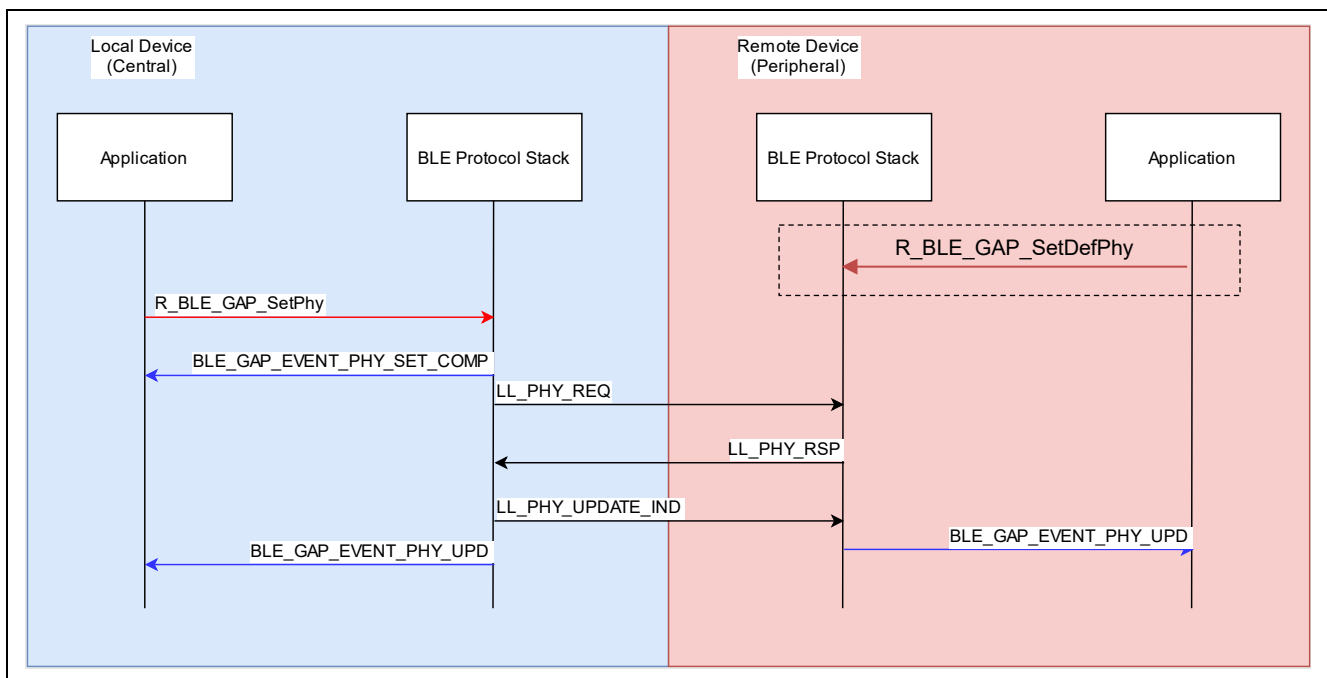 Local Device
(Central)
Remote Device
(Peripheral)
Application
BLE Protocol Stack
BLE Protocol Stack
Application
R_BLE_GAP_SetDefPhy
R_BLE_GAP_SetPhy
BLE_GAP_EVENT_PHY_SET_COMP
LL_PHY_REQ
LL_PHY_RSP
LL_PHY_UPDATE_IND
BLE_GAP_EVENT_PHY_UPD
BLE_GAP_EVENT_PHY_UPD